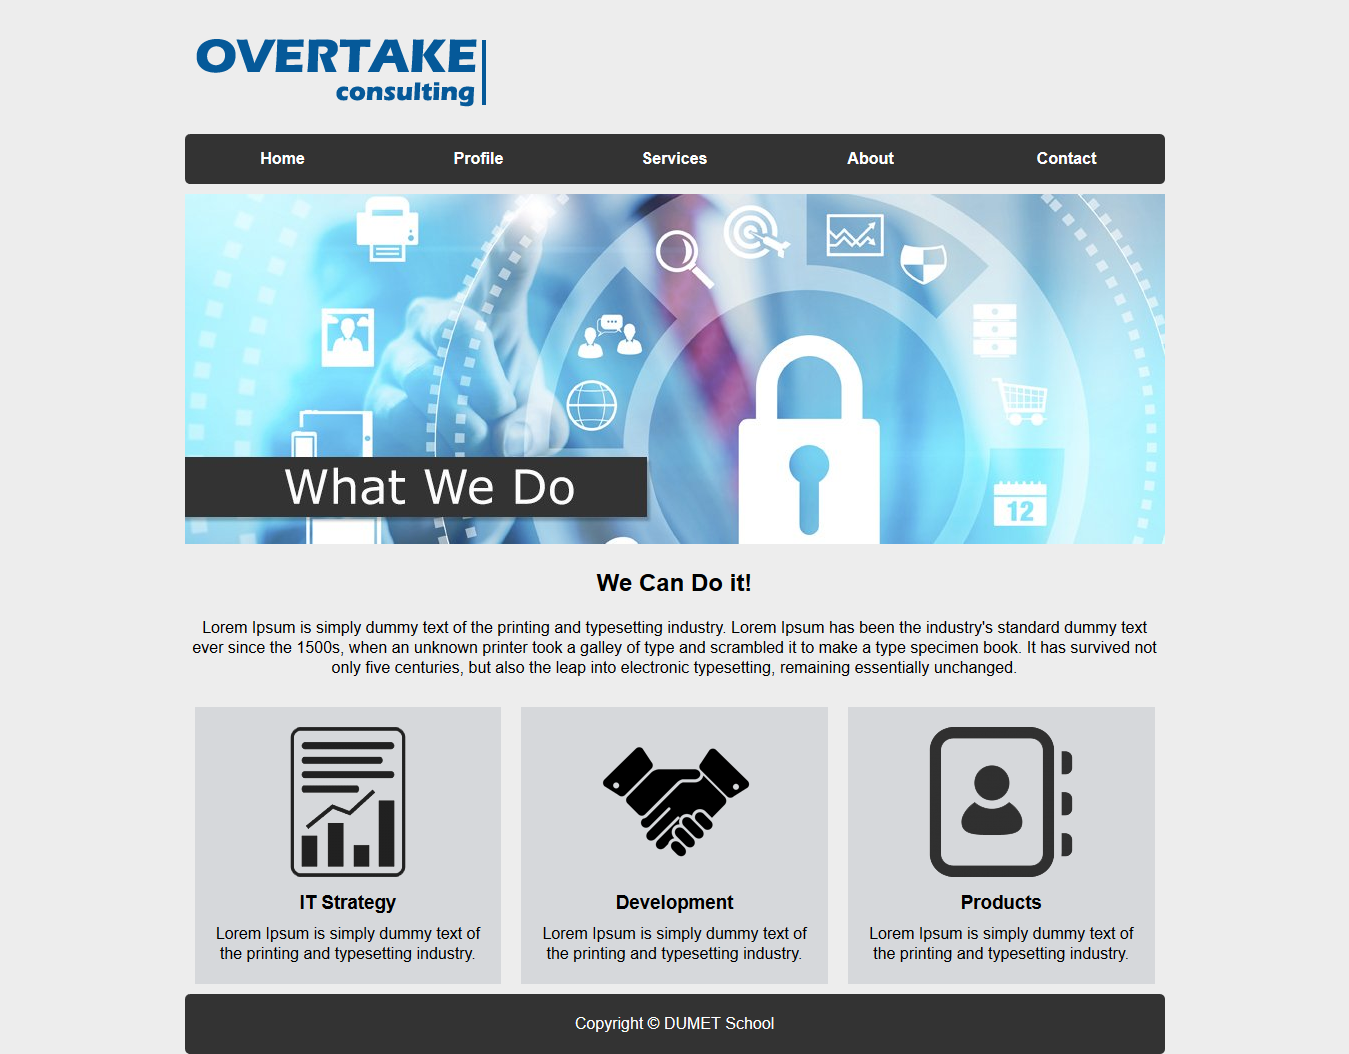 OVERTAKE
consulting
Home Profile Services About Contact
12
What We Do
We Can Do it!
Lorem Ipsum is simply dummy text of the printing and typesetting industry. Lorem Ipsum has been the industry's standard dummy text
ever since the 1500s, when an unknown printer took a galley of type and scrambled it to make a type specimen book. It has survived not
only five centuries, but also the leap into electronic typesetting, remaining essentially unchanged.
IT Strategy
Lorem Ipsum is simply dummy text of
the printing and typesetting industry.
Development
Lorem Ipsum is simply dummy text of
the printing and typesetting industry.
Products
Lorem Ipsum is simply dummy text of
the printing and typesetting industry.
Copyright © DUMET School